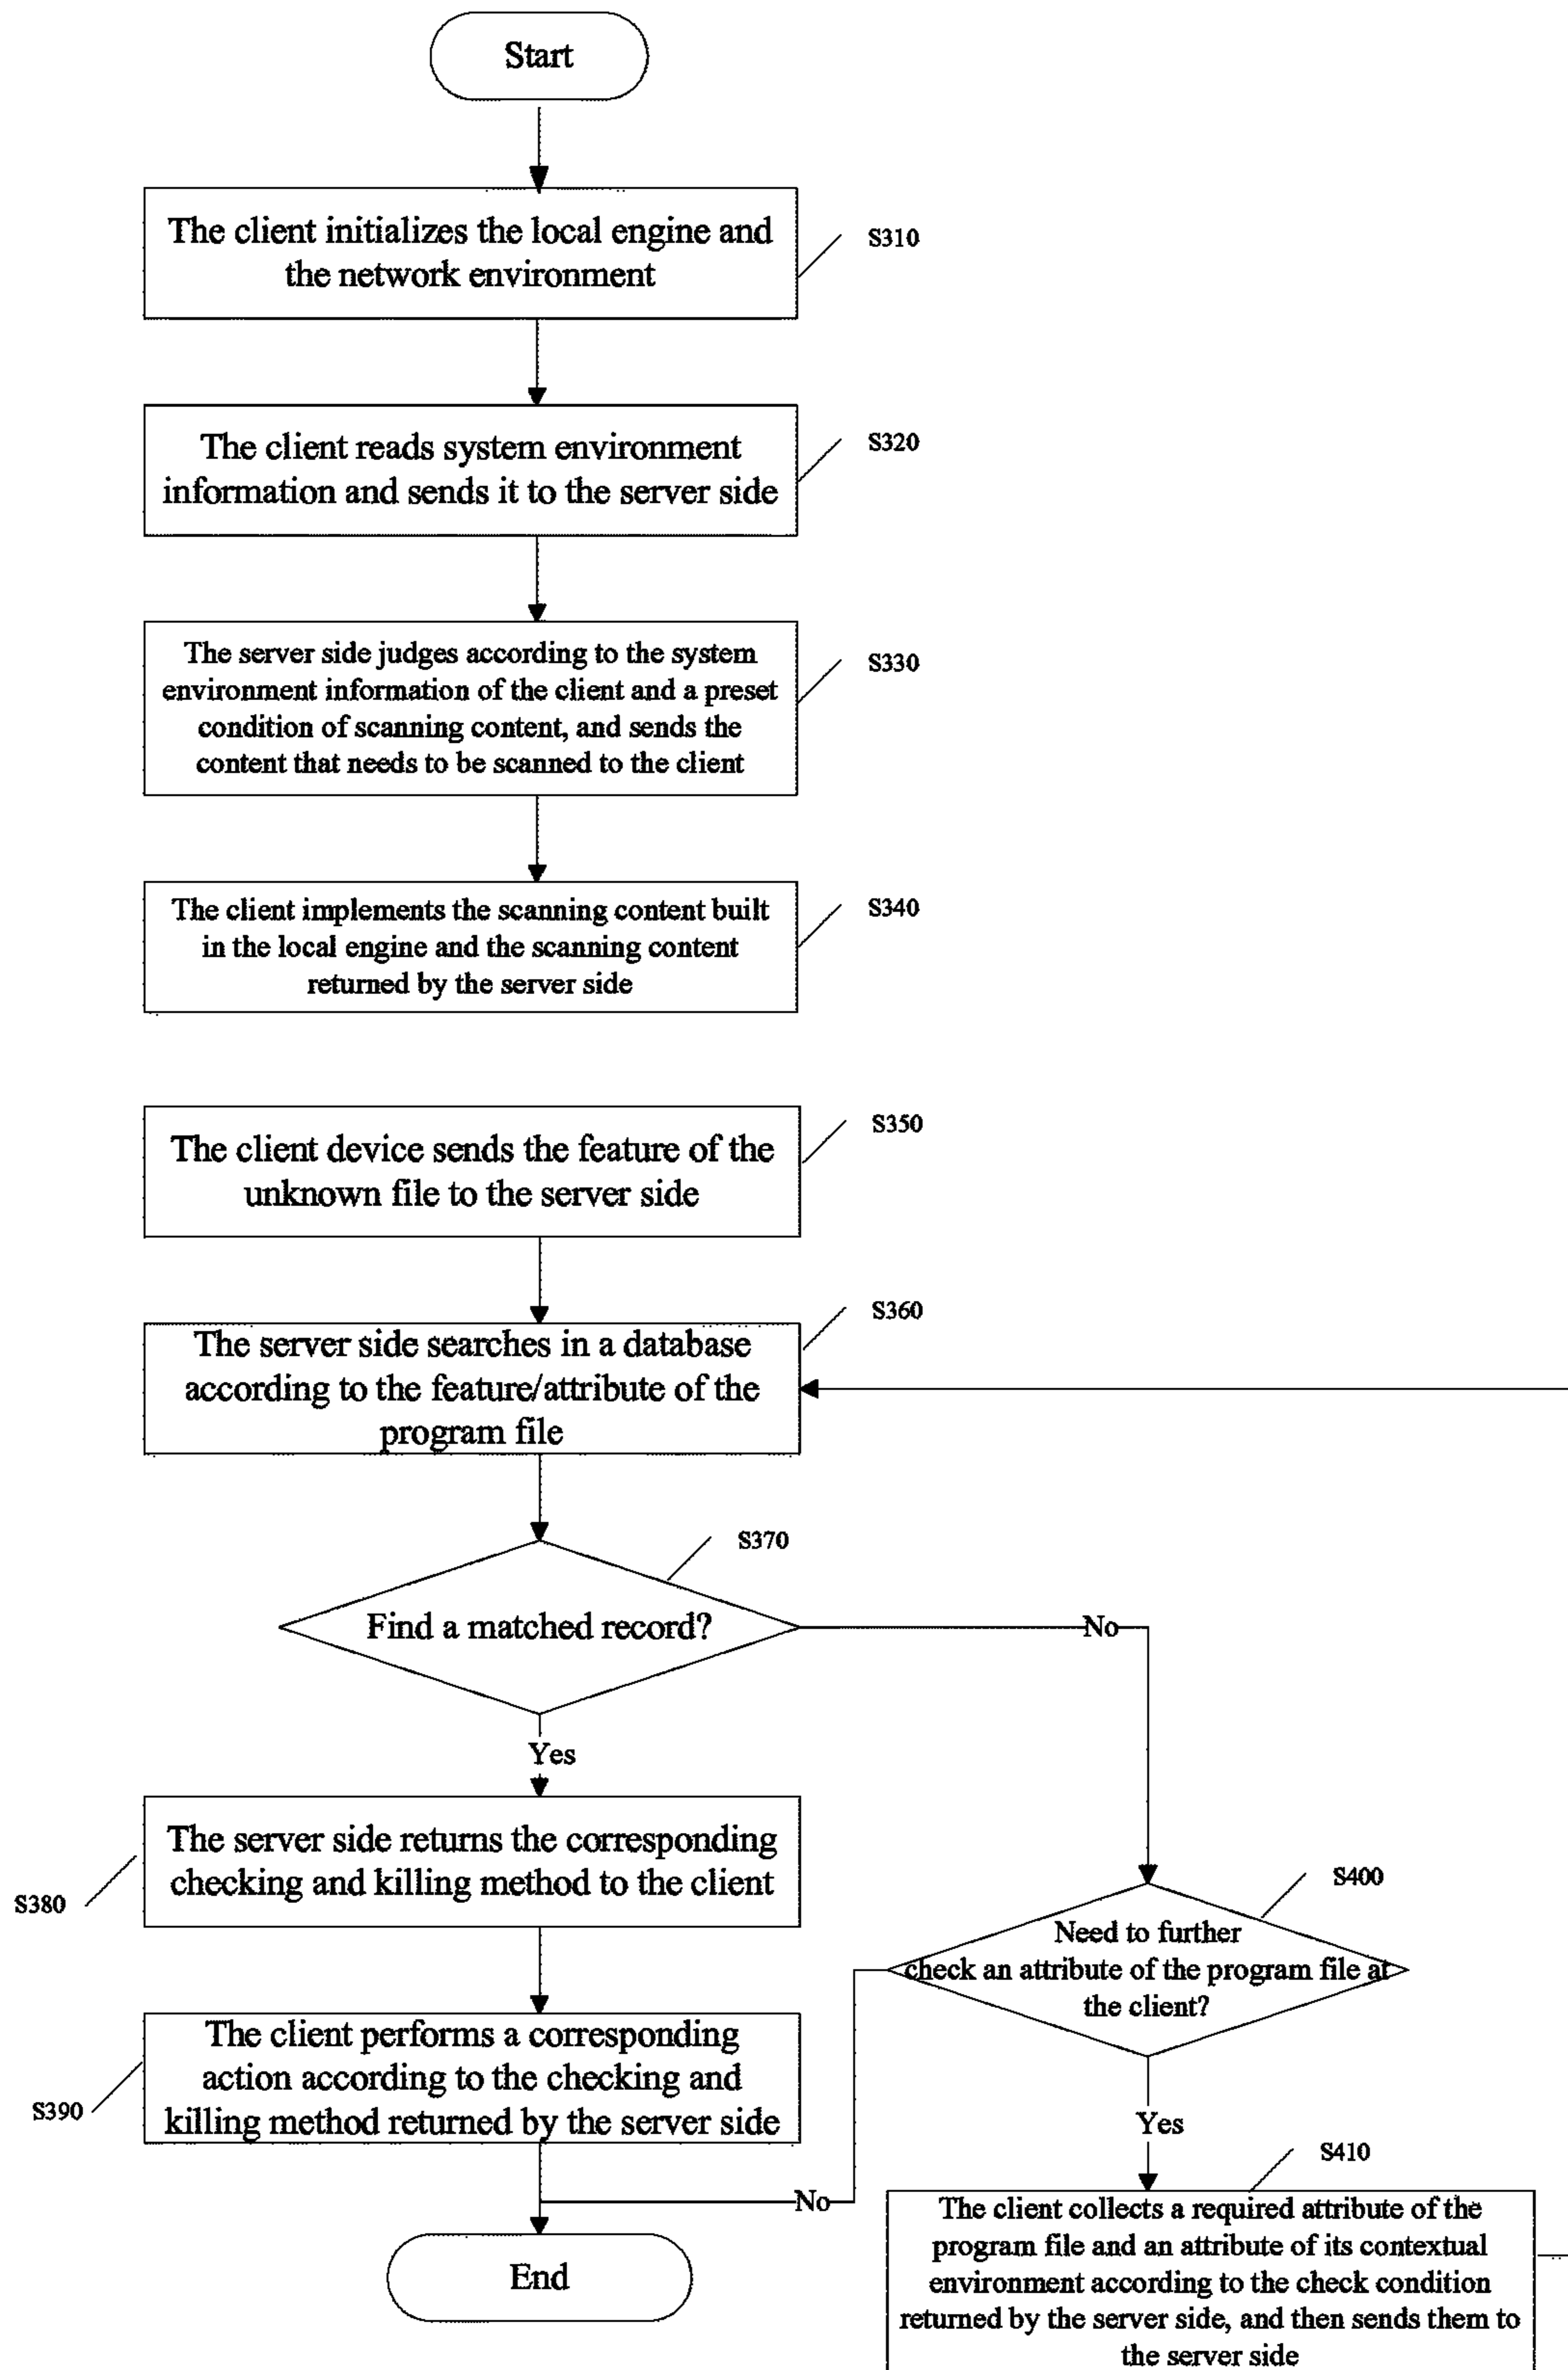 Start
The client initializes the local engine and
the network environment
S310
The client reads system environment
information and sends it to the server side
S320
The server side judges according to the system
environment information of the client and a preset
condition of scanning content, and sends the
content that needs to be scanned to the client
S330
The client implements the scanning content built
in the local engine and the scanning content
returned by the server side
S340
The client device sends the feature of the
unknown file to the server side
S350
The server side searches in a database
according to the feature/attribute of the
program file
S360
Find a matched record?
S370
No
Yes
The server side returns the corresponding
checking and killing method to the client
S380
Need to further
check an attribute of the program file at
the client?
S400
The client performs a corresponding
action according to the checking and
killing method returned by the server side
S390
Yes
No
The client collects a required attribute of the
program file and an attribute of its contextual
environment according to the check condition
returned by the server side, and then sends them to
the server side
S410
End